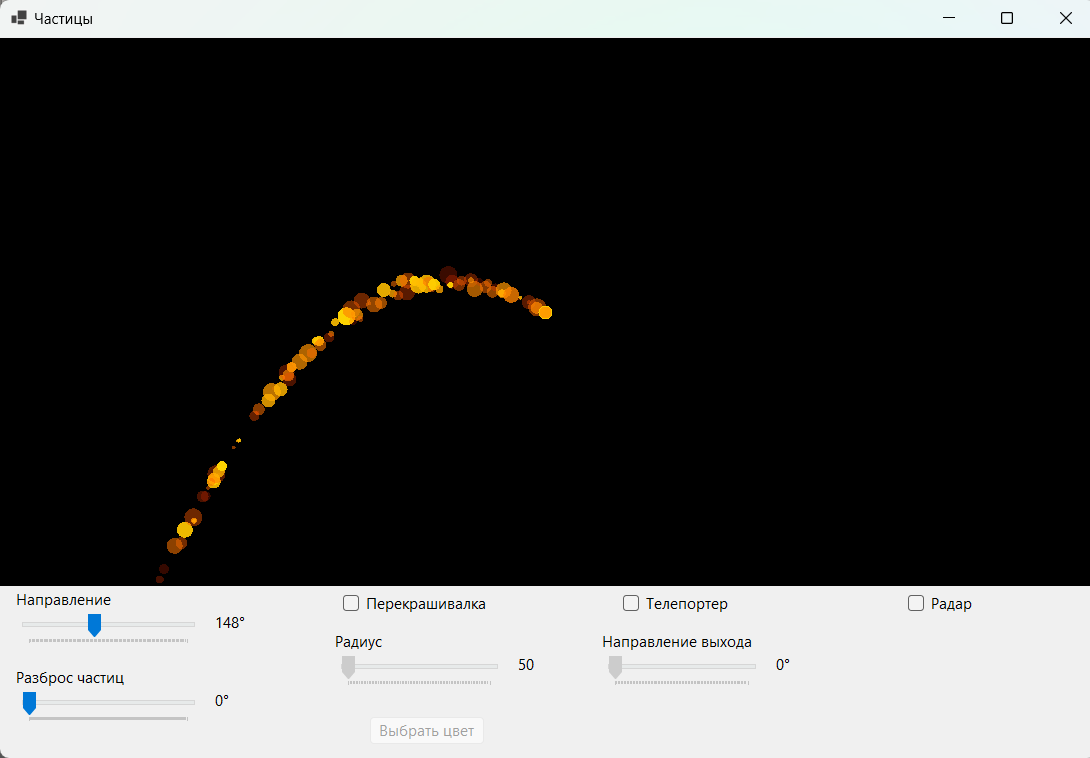 Частицы
Направление
148°
Разброс частиц
0°
Перекрашивалка
Радиус
50
Выбрать цвет
Телепортер
Направление выхода
0°
Радар